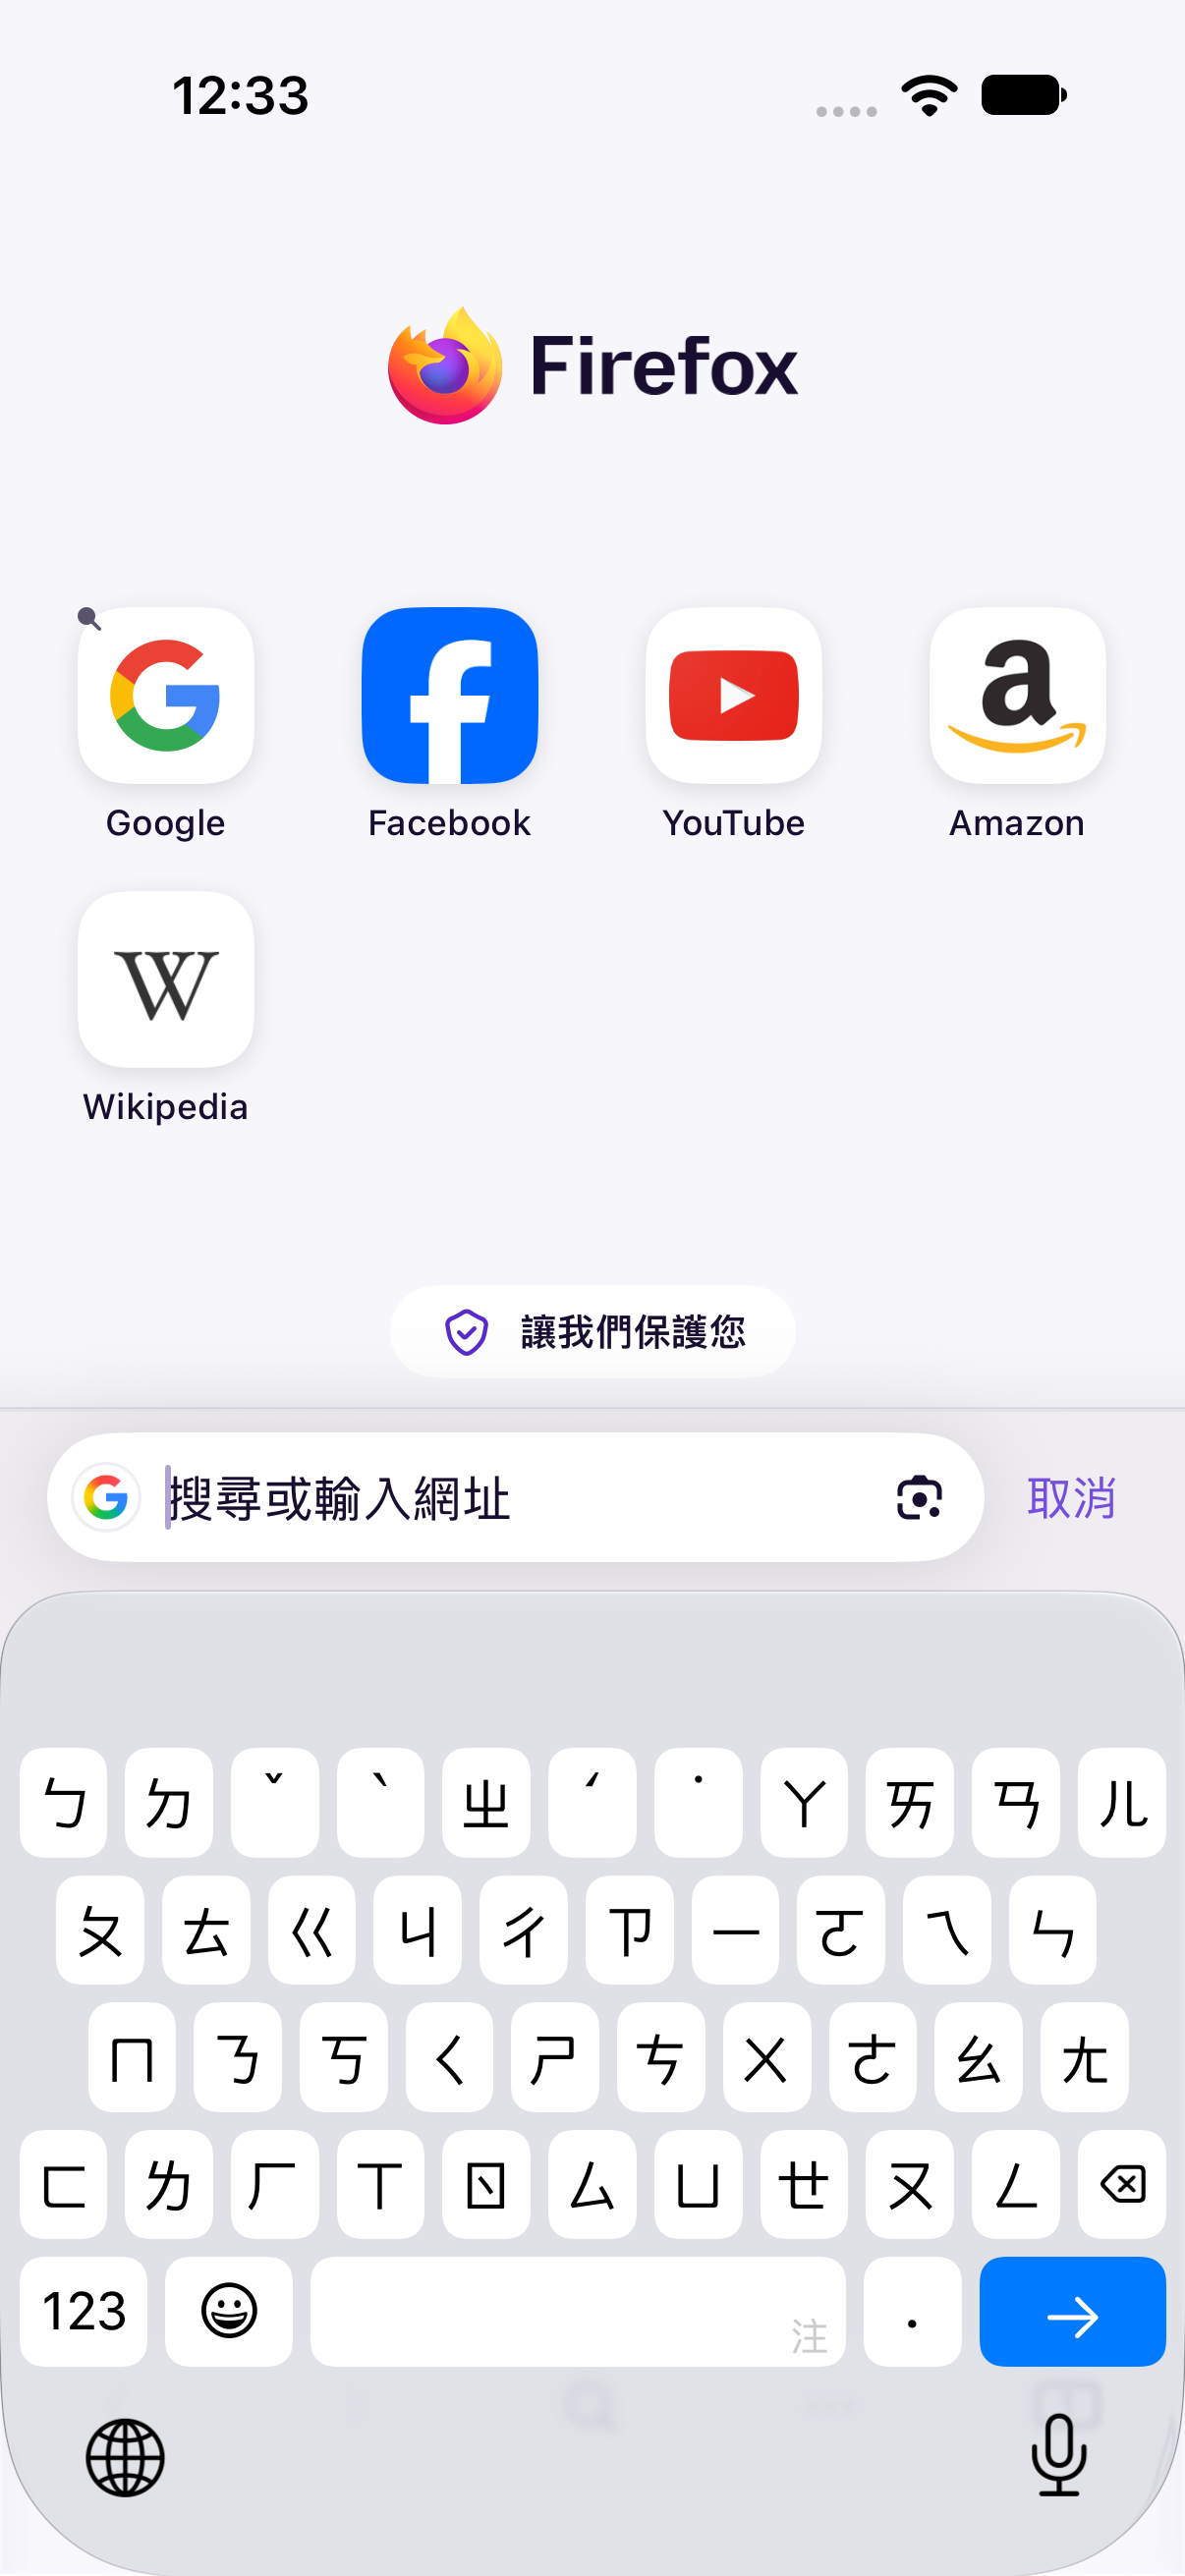 12:33
Firefox
Google Facebook YouTube Amazon
Wikipedia
讓我們保護您
搜尋或輸入網址 取消
ㄅ ㄉ ˇ ˋ ㄓ ˊ ˙ ㄚ ㄞ ㄢ ㄦ
ㄆ ㄊ ㄍ ㄐ ㄔ ㄗ ㄧ ㄛ ㄟ ㄣ
ㄇ ㄋ ㄎ ㄑ ㄕ ㄘ ㄨ ㄜ ㄠ ㄤ
ㄈ ㄌ ㄏ ㄒ ㄖ ㄙ ㄩ ㄝ ㄡ ㄥ
123 注 .